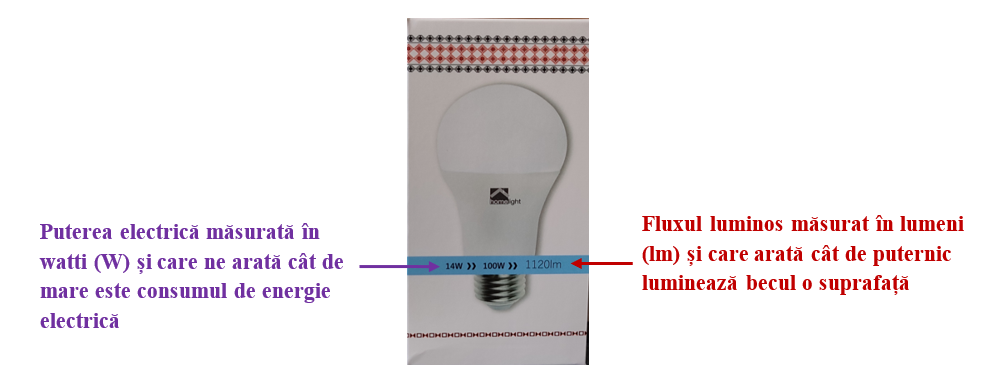 Puterea electrică măsurată în
watti (W) și care ne arată cât de
mare este consumul de energie
electrică
14W 100W 1120lm
Fluxul luminos măsurat în lumeni
(lm) și care arată cât de puternic
luminează becul o suprafață